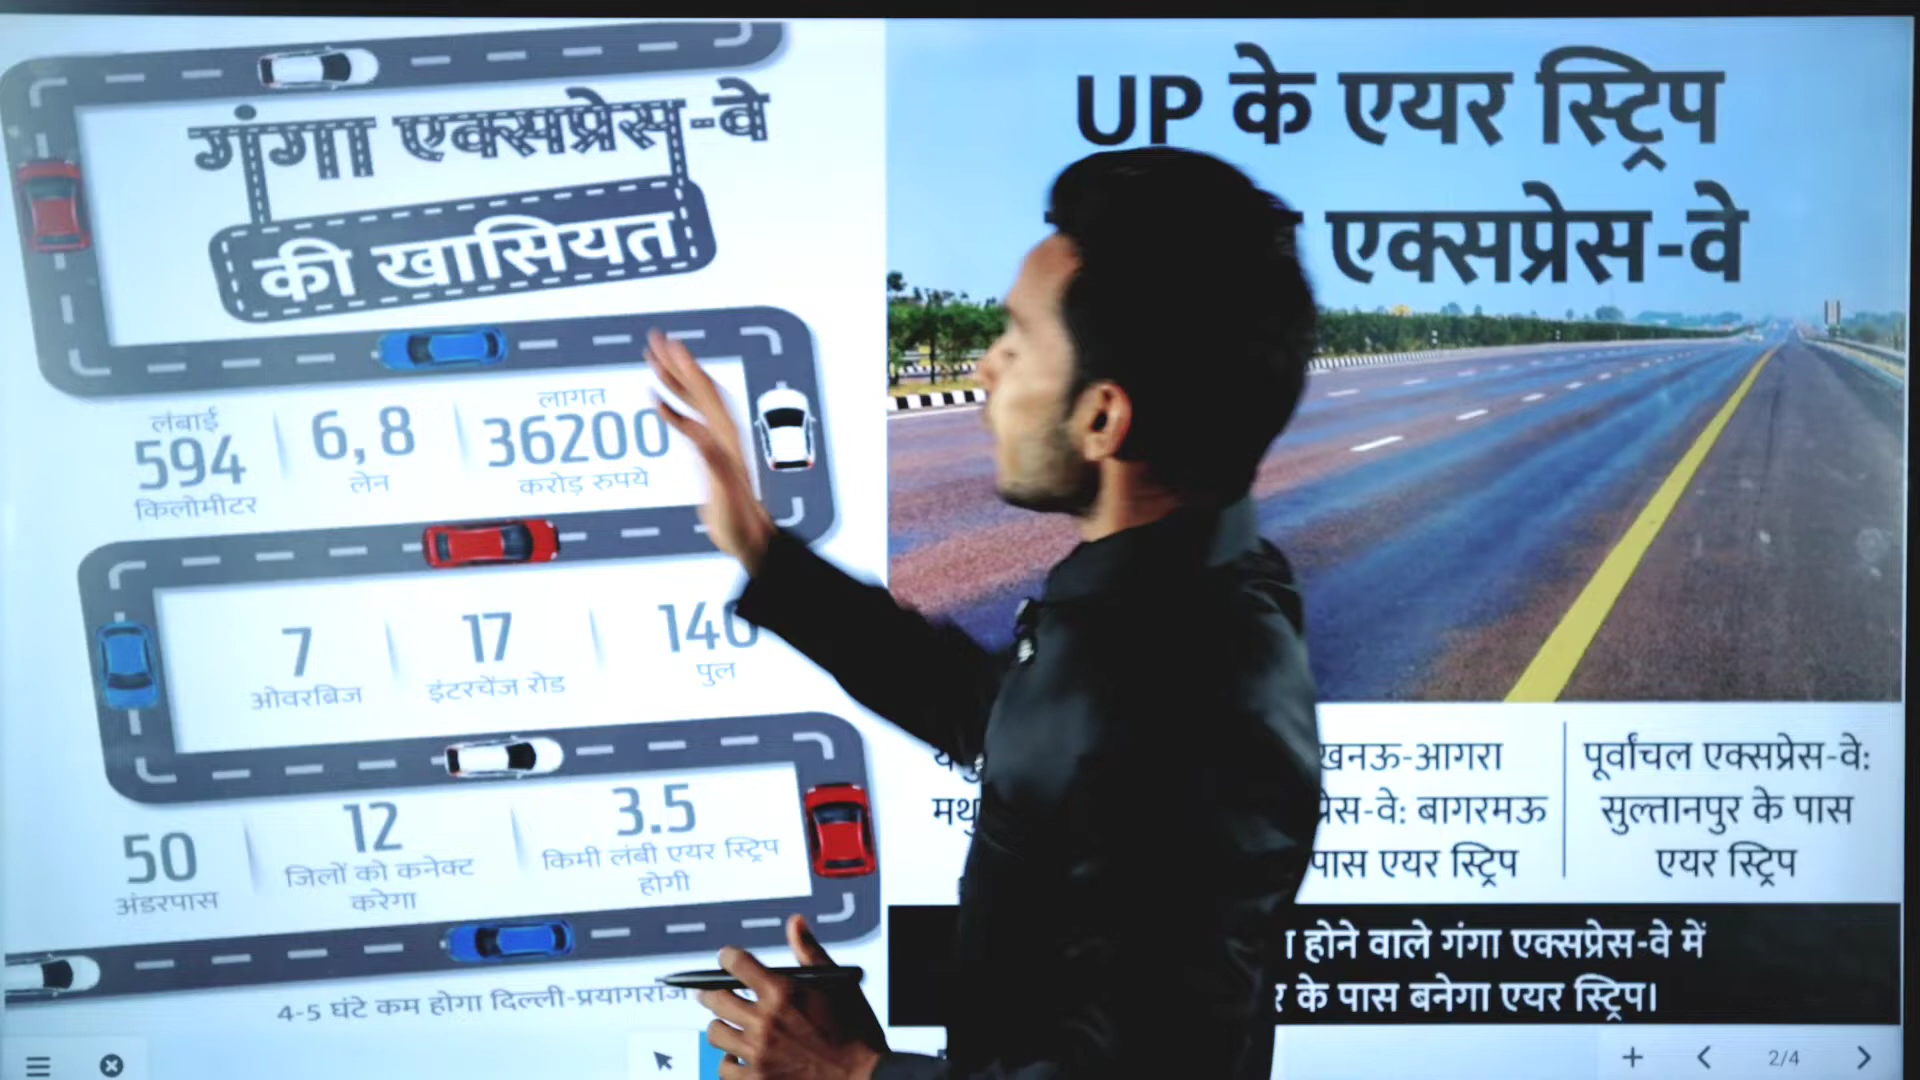 गंगा एक्सप्रेस-वे
की खासियत
लंबाई
594
किलोमीटर
6, 8
लेन
लागत
36200
करोड़ रुपये
7
ओवरब्रिज
17
इंटरचेंज रोड
140
पुल
50
अंडरपास
12
जिलों को कनेक्ट
करेगा
3.5
किमी लंबी एयर स्ट्रिप
होगी
4-5 घंटे कम होगा दिल्ली-प्रयागराज
UP के एयर स्ट्रिप
एक्सप्रेस-वे
खनऊ-आगरा
प्रेस-वे: बागरमऊ
पास एयर स्ट्रिप
पूर्वांचल एक्सप्रेस-वे:
सुल्तानपुर के पास
एयर स्ट्रिप
होने वाले गंगा एक्सप्रेस-वे में
के पास बनेगा एयर स्ट्रिप।
2/4